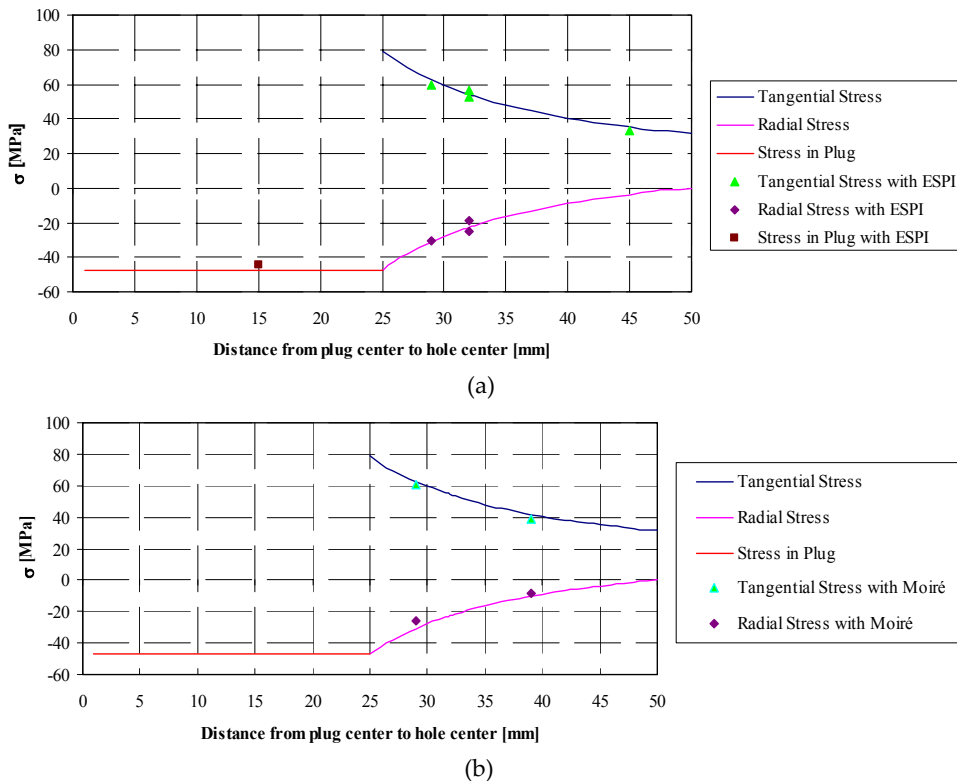 100
80
60
40
20
0
-20
-40
-60
σ [MPa]
0 5 10 15 20 25 30 35 40 45 50
Distance from plug center to hole center [mm]
Tangential Stress
Radial Stress
Stress in Plug
Tangential Stress with ESPI
Radial Stress with ESPI
Stress in Plug with ESPI
(a)
100
80
60
40
20
0
-20
-40
-60
σ [MPa]
0 5 10 15 20 25 30 35 40 45 50
Distance from plug center to hole center [mm]
Tangential Stress
Radial Stress
Stress in Plug
Tangential Stress with Moiré
Radial Stress with Moiré
(b)